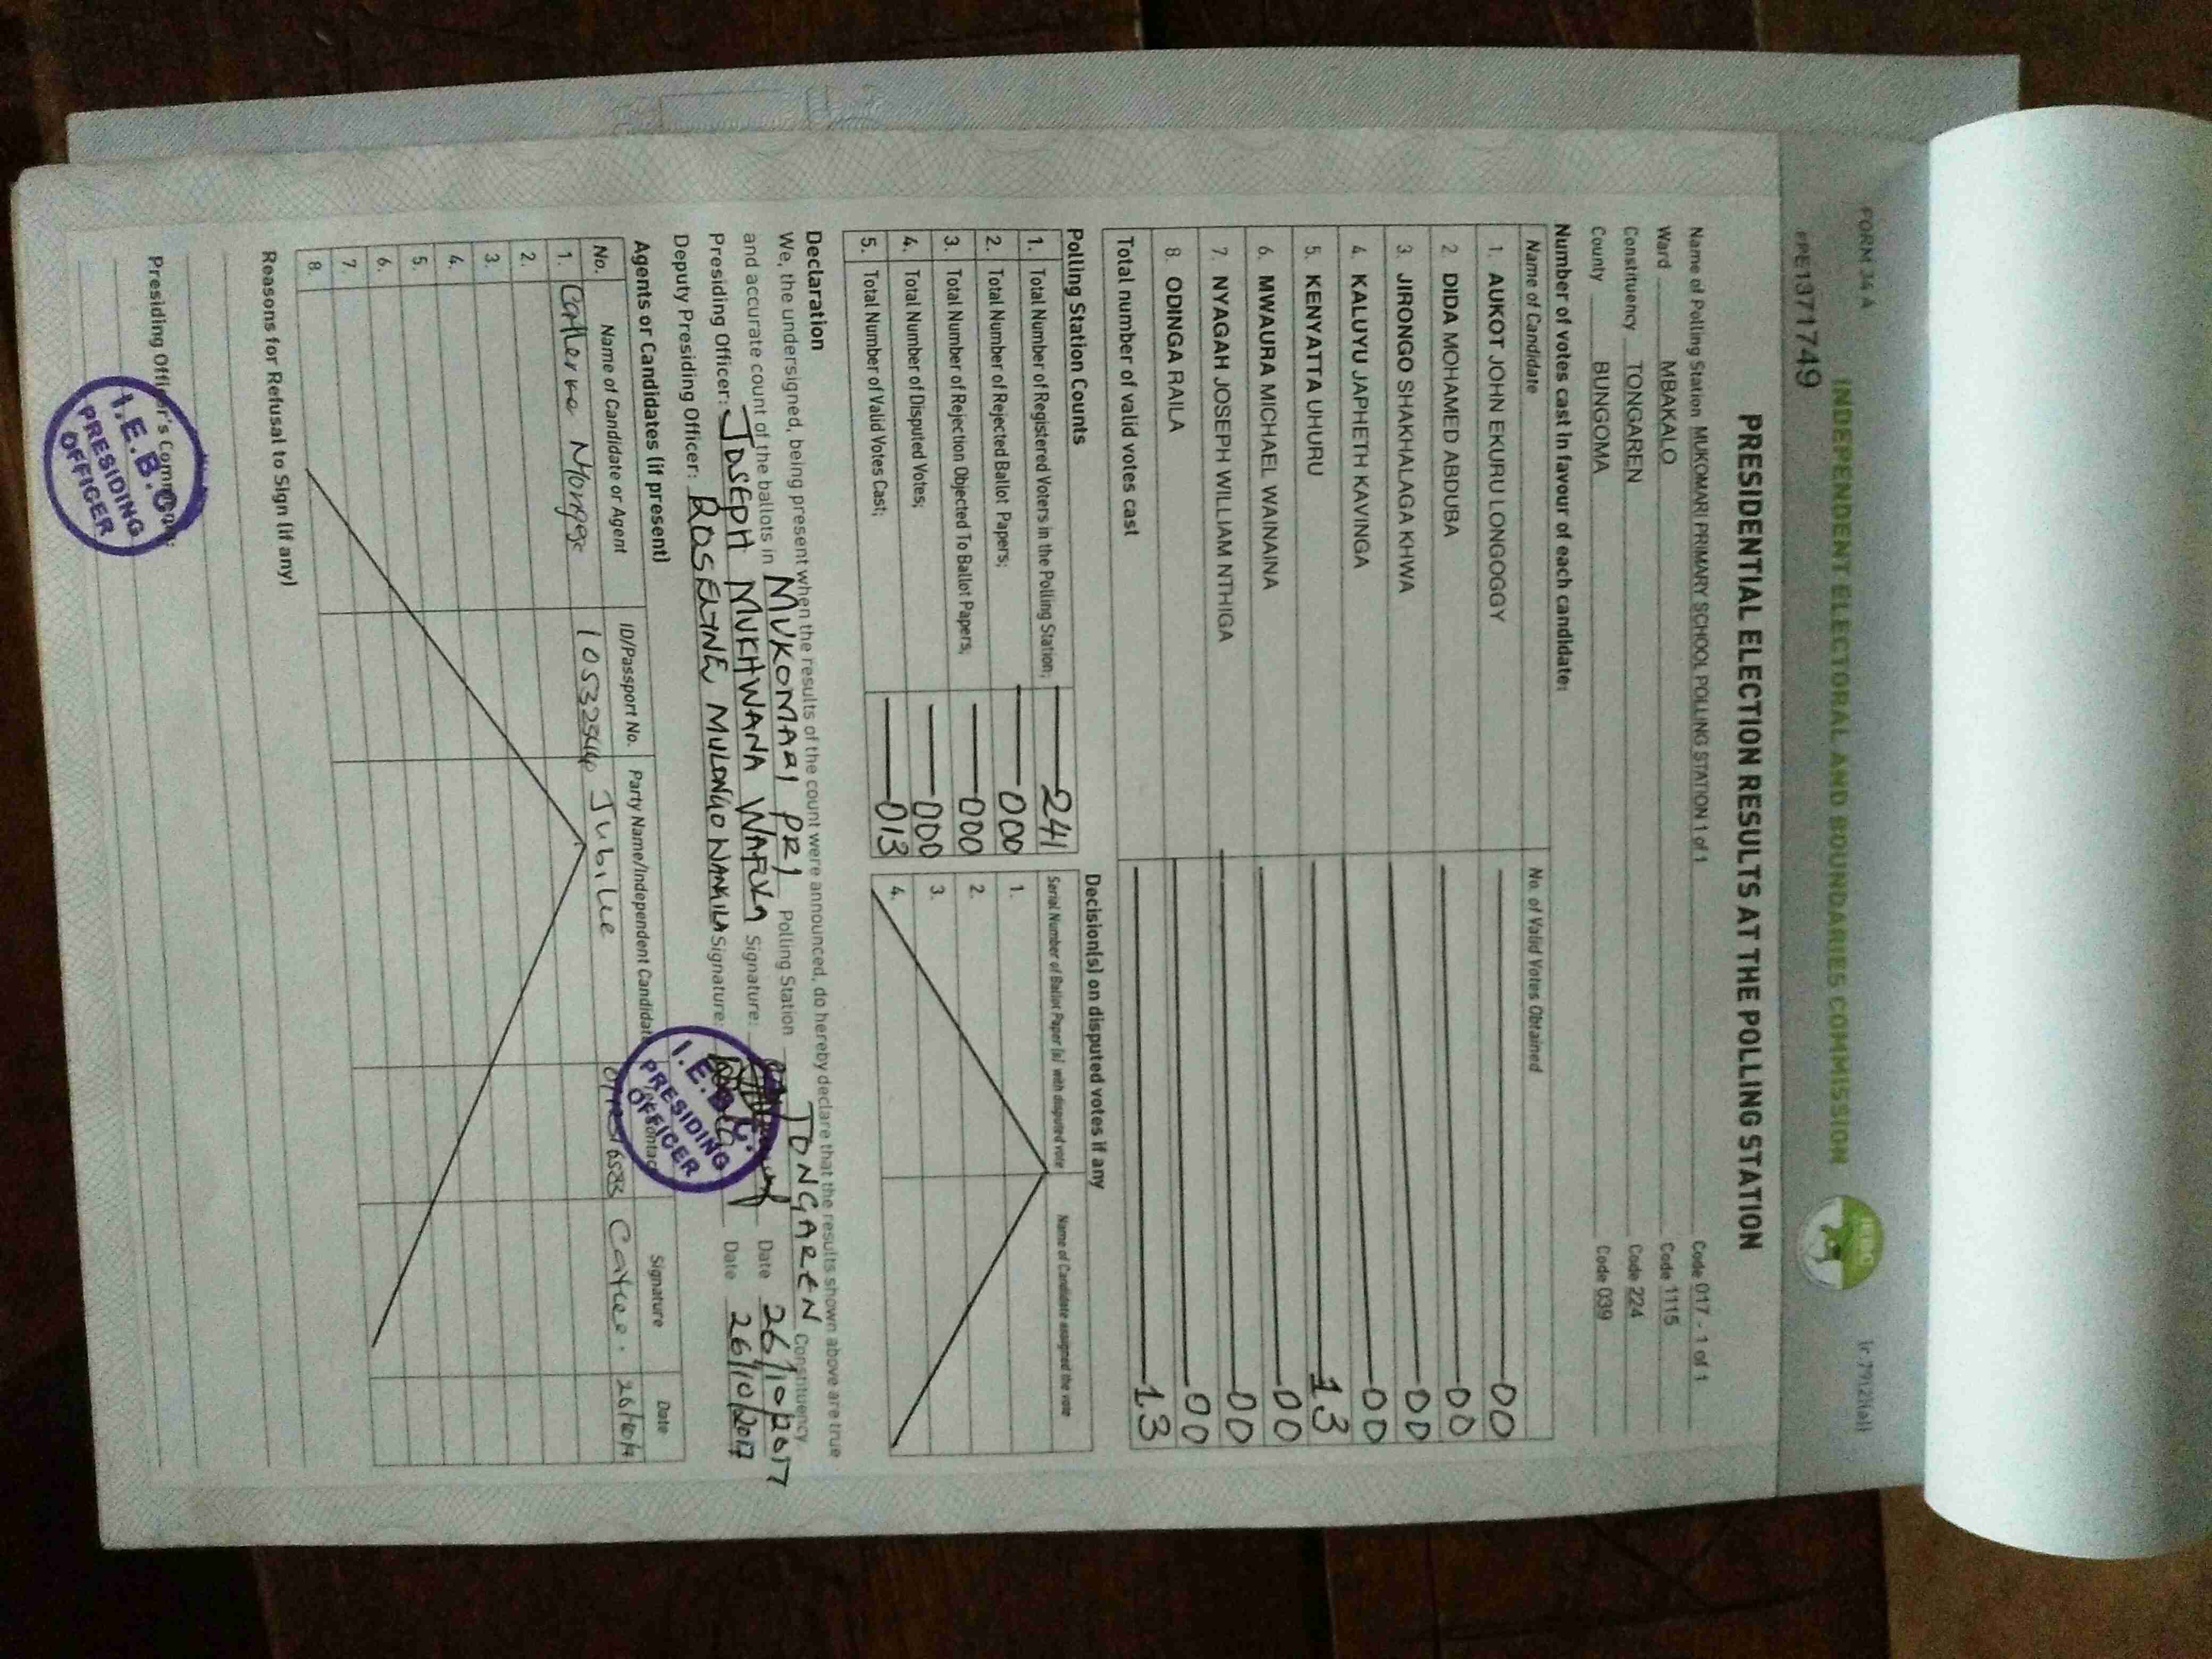 FORM 34 A
(r. 79(2)(a))
INDEPENDENT ELECTORAL AND BOUNDARIES COMMISSION
IEBC
#PE1371749
PRESIDENTIAL ELECTION RESULTS AT THE POLLING STATION
Name of Polling Station MUKOMARI PRIMARY SCHOOL POLLING STATION 1 of 1 Code 017 - 1 of 1
Ward MBAKALO Code 1115
Constituency TONGAREN Code 224
County BUNGOMA Code 039
Number of votes cast in favour of each candidate:
Name of Candidate No. of Valid Votes Obtained
1. AUKOT JOHN EKURU LONGOGGY 00
2. DIDA MOHAMED ABDUBA 00
3. JIRONGO SHAKHALAGA KHWA 00
4. KALUYU JAPHETH KAVINGA 00
5. KENYATTA UHURU 13
6. MWAURA MICHAEL WAINAINA 00
7. NYAGAH JOSEPH WILLIAM NTHIGA 00
8. ODINGA RAILA 00
Total number of valid votes cast 13
Polling Station Counts
1. Total Number of Registered Voters in the Polling Station; 241
2. Total Number of Rejected Ballot Papers; 000
3. Total Number of Rejection Objected To Ballot Papers; 000
4. Total Number of Disputed Votes; 000
5. Total Number of Valid Votes Cast; 013
Decision(s) on disputed votes if any
Serial Number of Ballot Paper (s) with disputed vote Name of Candidate assigned the vote
1.
2.
3.
4.
Declaration
We, the undersigned, being present when the results of the count were announced, do hereby declare that the results shown above are true
and accurate count of the ballots in MUKOMARI PRI Polling Station TONGAREN Constituency
Presiding Officer: JOSEPH MUKHWANA WAFULA Signature: Date 26/10/2017
Deputy Presiding Officer: ROSELYNE MULONGO NANKILA Signature: Date 26/10/2017
I.E.B.C. PRESIDING OFFICER
Agents or Candidates (if present)
No. Name of Candidate or Agent ID/Passport No. Party Name/Independent Candidate Contact Signature Date
1. Jubilee 26/10/17
2.
3.
4.
5.
6.
7.
8.
Reasons for Refusal to Sign (if any)
Presiding Officer's Comments:
I.E.B.C. PRESIDING OFFICER